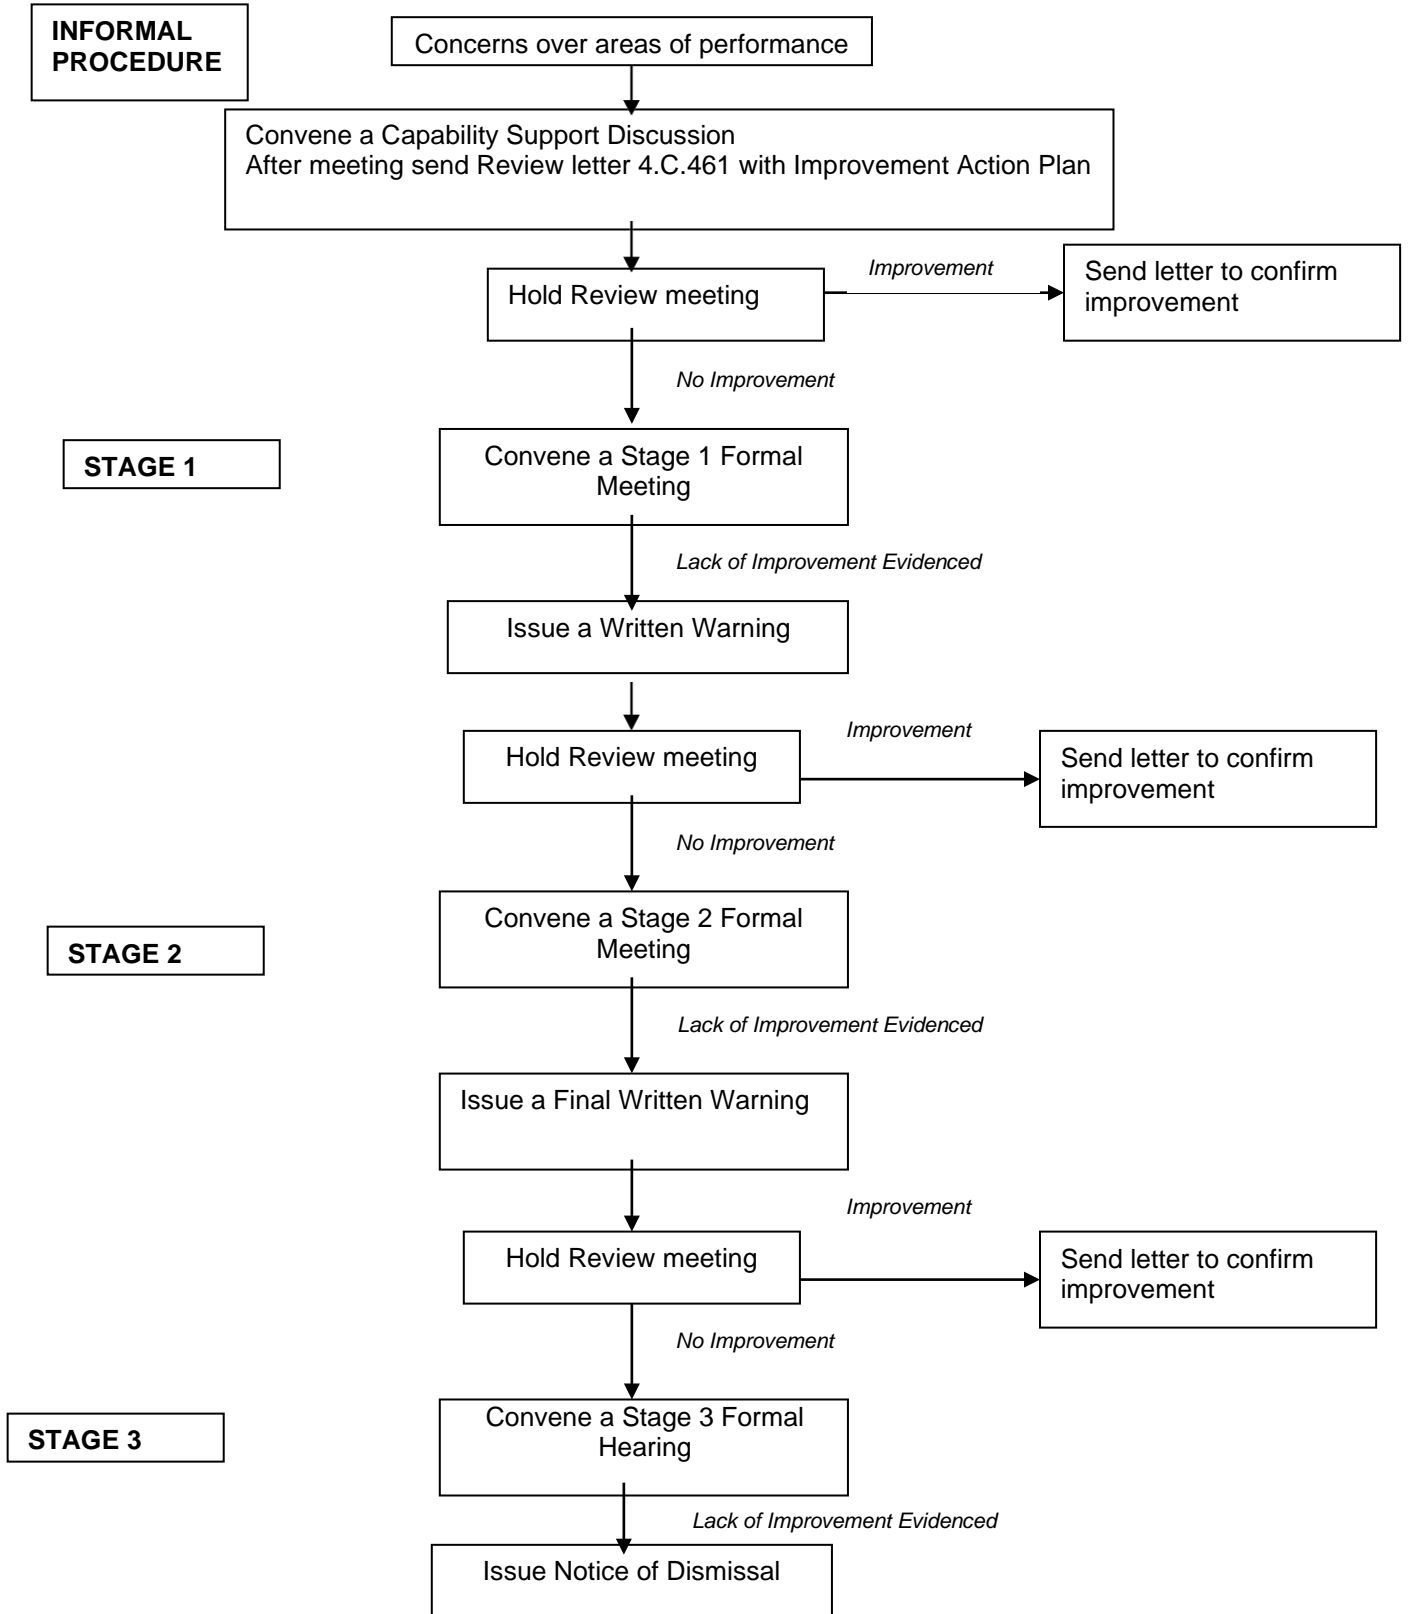 INFORMAL
PROCEDURE
Concerns over areas of performance
Convene a Capability Support Discussion
After meeting send Review letter 4.C.461 with Improvement Action Plan
Hold Review meeting
Improvement
Send letter to confirm
improvement
No Improvement
STAGE 1
Convene a Stage 1 Formal
Meeting
Lack of Improvement Evidenced
Issue a Written Warning
Hold Review meeting
Improvement
Send letter to confirm
improvement
No Improvement
STAGE 2
Convene a Stage 2 Formal
Meeting
Lack of Improvement Evidenced
Issue a Final Written Warning
Hold Review meeting
Improvement
Send letter to confirm
improvement
No Improvement
STAGE 3
Convene a Stage 3 Formal
Hearing
Lack of Improvement Evidenced
Issue Notice of Dismissal